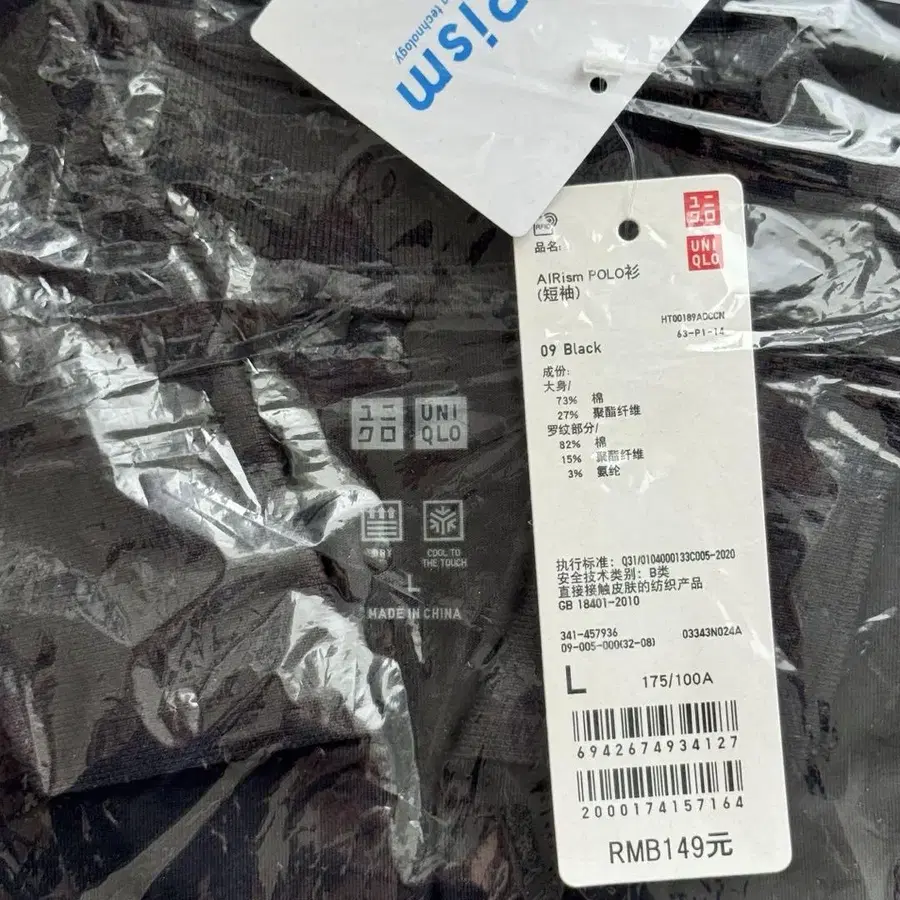 Rism
technology
RFID
品名:
ユニ
クロ
UNI
QLO
AIRism POLO衫
(短袖)
63-P1-14
09 Black
成份:
大身/
73% 棉
27% 聚酯纤维
罗纹部分/
82% 棉
15% 聚酯纤维
3% 氨纶
执行标准: Q31/0104000133C005-2020
安全技术类别: B类
直接接触皮肤的纺织产品
GB 18401-2010
341-457936 03343N024A
09-005-000(32-08)
L 175/100A
6942674934127
2000174157164
RMB149元
ユニ
クロ
UNI
QLO
DRY
COOL TO
THE TOUCH
L
MADE IN CHINA